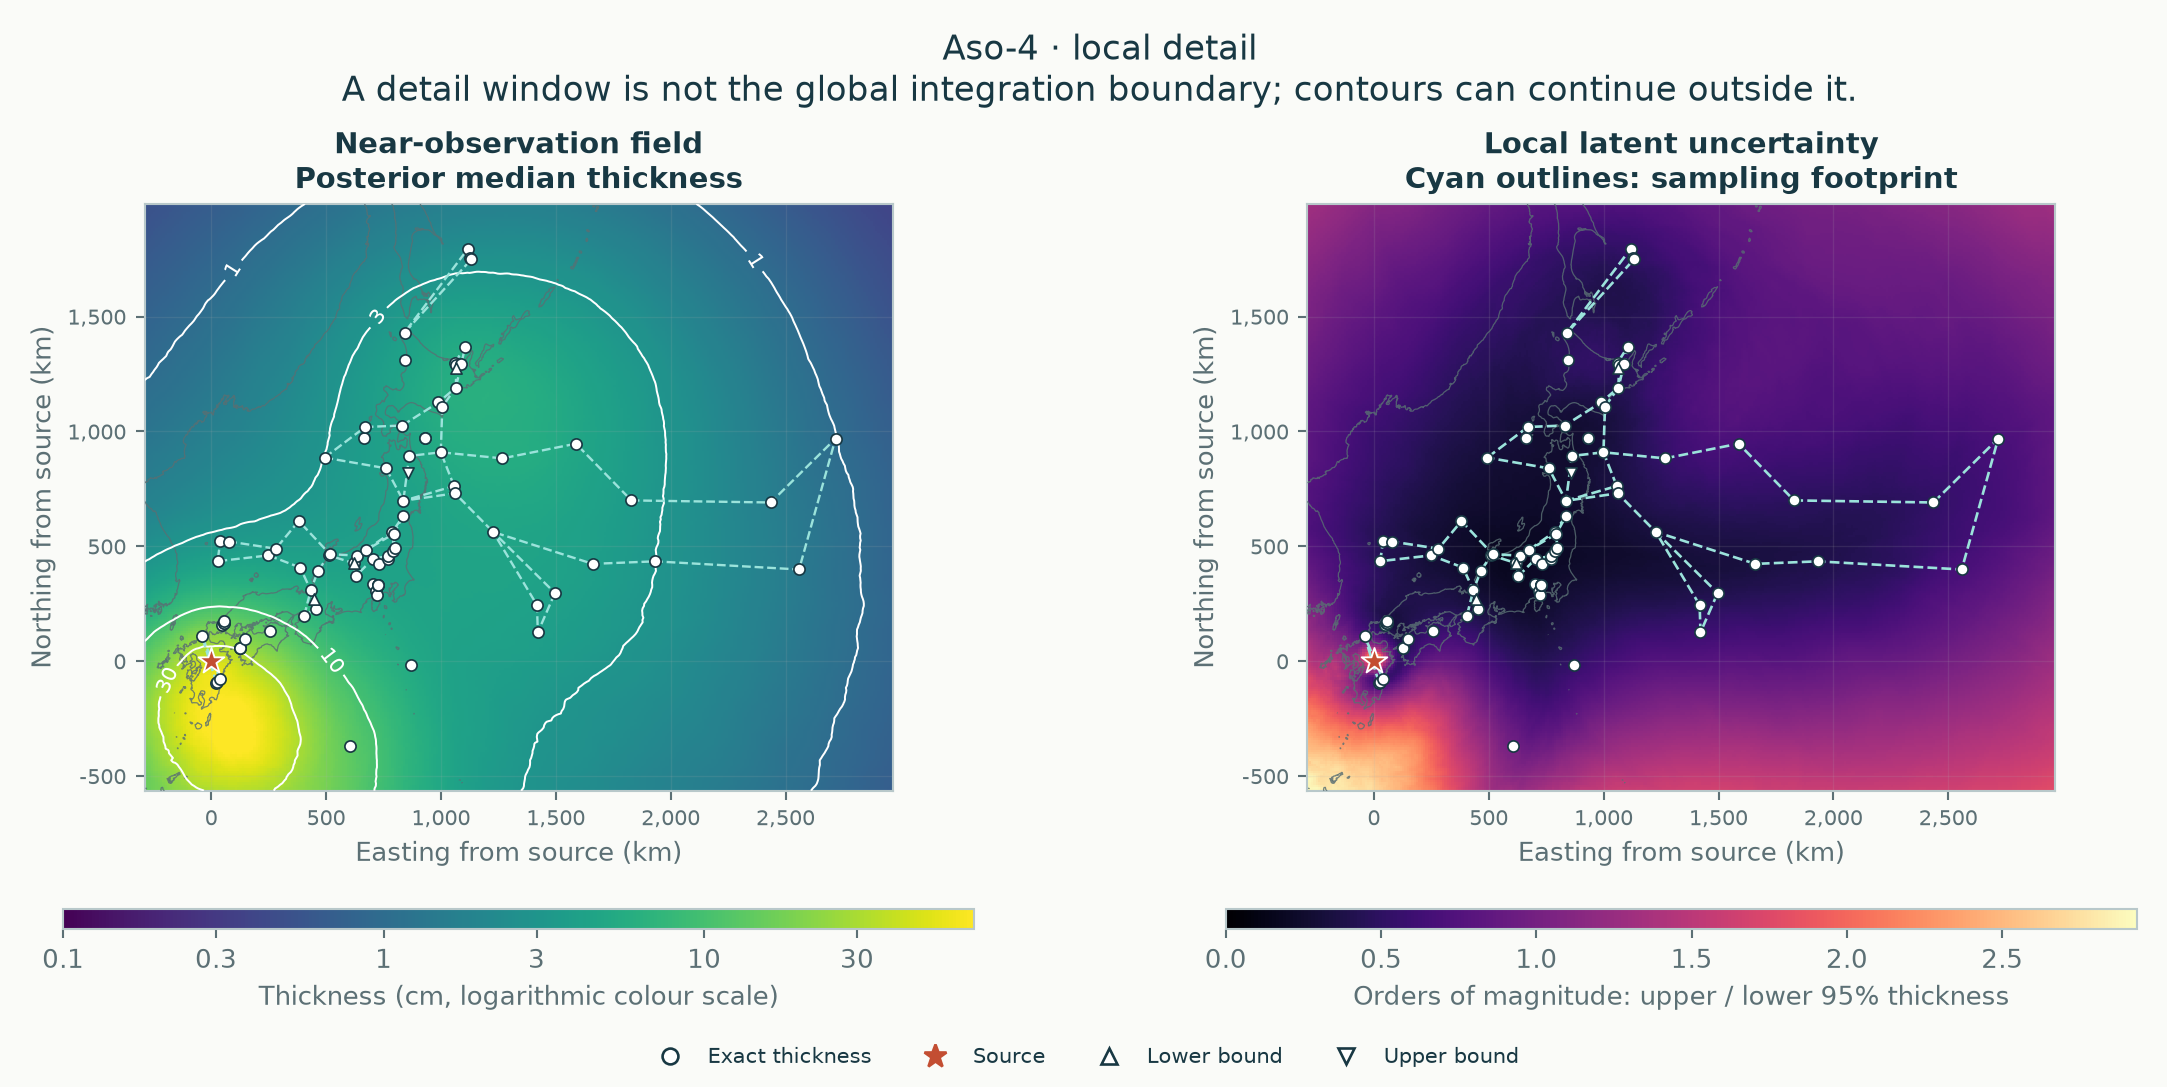 Aso-4 · local detail
A detail window is not the global integration boundary; contours can continue outside it.
Near-observation field
Posterior median thickness
1
1
3
10
30
1,500
1,000
500
0
-500
Northing from source (km)
0
500
1,000
1,500
2,000
2,500
Easting from source (km)
0.1
0.3
1
3
10
30
Thickness (cm, logarithmic colour scale)
Local latent uncertainty
Cyan outlines: sampling footprint
1,500
1,000
500
0
-500
Northing from source (km)
0
500
1,000
1,500
2,000
2,500
Easting from source (km)
0.0
0.5
1.0
1.5
2.0
2.5
Orders of magnitude: upper / lower 95% thickness
Exact thickness
Source
Lower bound
Upper bound